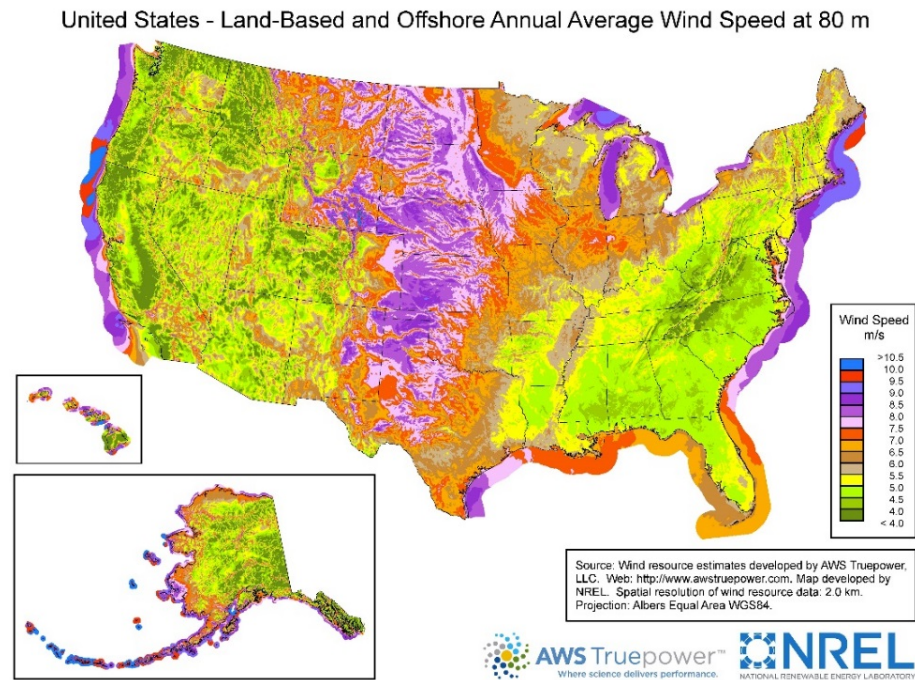 United States - Land-Based and Offshore Annual Average Wind Speed at 80 m
Wind Speed
m/s
>10.5
10.0
9.5
9.0
8.5
8.0
7.5
7.0
6.5
6.0
5.5
5.0
4.5
4.0
< 4.0
Source: Wind resource estimates developed by AWS Truepower,
LLC. Web: http://www.awstruepower.com. Map developed by
NREL. Spatial resolution of wind resource data: 2.0 km.
Projection: Albers Equal Area WGS84.
AWS Truepower™
Where science delivers performance.
NREL
NATIONAL RENEWABLE ENERGY LABORATORY